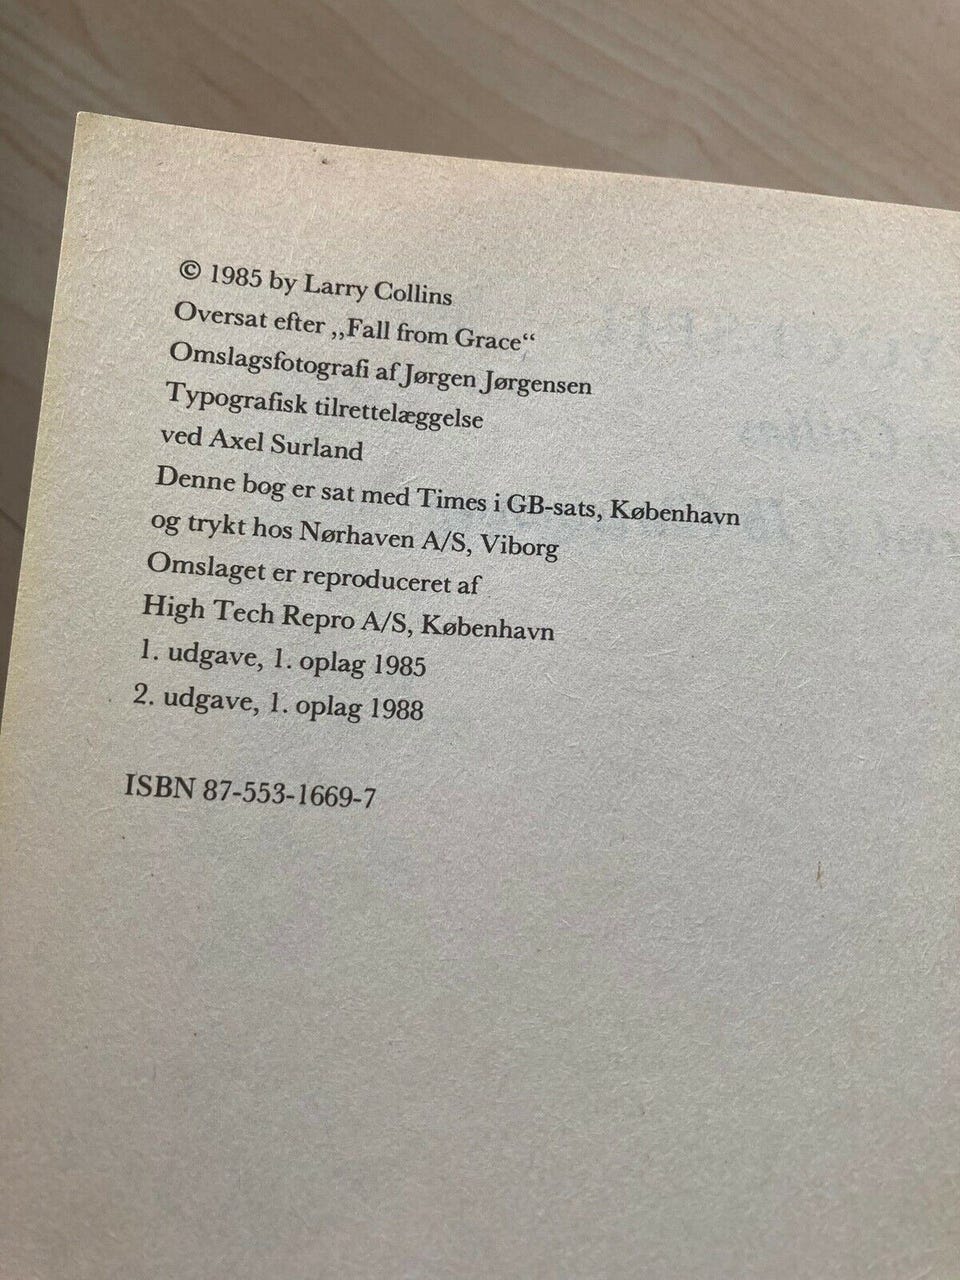 © 1985 by Larry Collins
Oversat efter „Fall from Grace“
Omslagsfotografi af Jørgen Jørgensen
Typografisk tilrettelæggelse
ved Axel Surland
Denne bog er sat med Times i GB-sats, København
og trykt hos Nørhaven A/S, Viborg
Omslaget er reproduceret af
High Tech Repro A/S, København
1. udgave, 1. oplag 1985
2. udgave, 1. oplag 1988
ISBN 87-553-1669-7